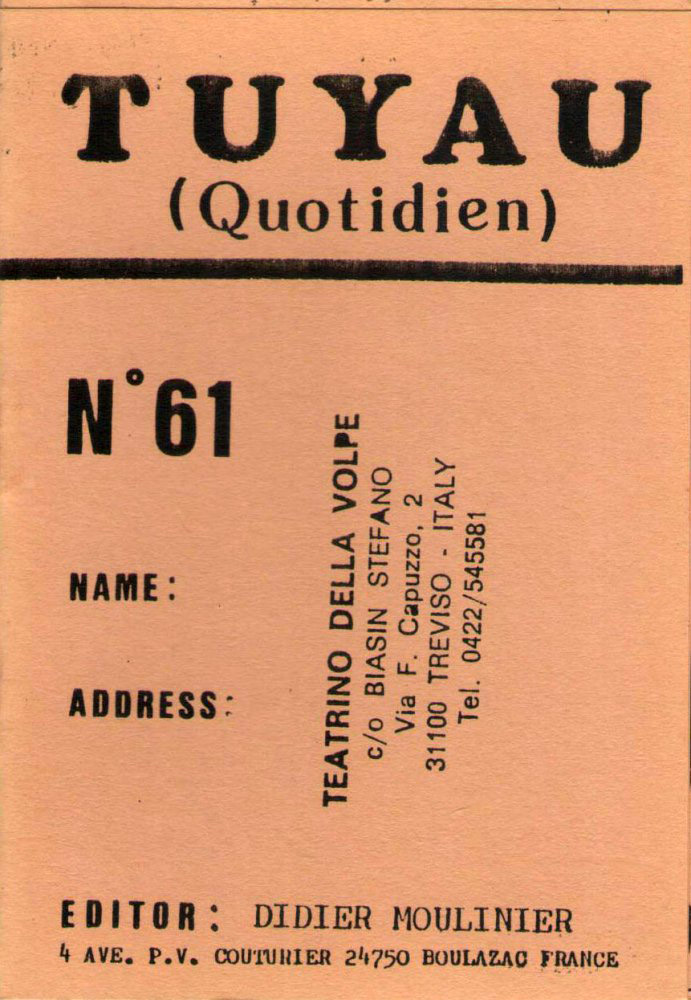 TUYAU
(Quotidien)
N°61
NAME:
ADDRESS:
TEATRINO DELLA VOLPE
c/o BIASIN STEFANO
Via F. Capuzzo, 2
31100 TREVISO - ITALY
Tel. 0422/545581
EDITOR: DIDIER MOULINIER
4 AVE. P.V. COUTURIER 24750 BOULAZAC FRANCE